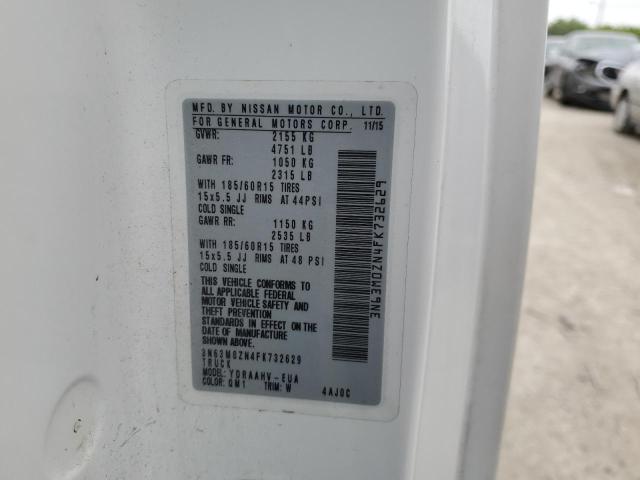 MFD. BY NISSAN MOTOR CO., LTD.
FOR GENERAL MOTORS CORP. 11/15
GVWR: 2155 KG
4751 LB
GAWR FR: 1050 KG
2315 LB
WITH 185/60R15 TIRES
15x5.5 JJ RIMS AT 44PSI
COLD SINGLE
GAWR RR: 1150 KG
2535 LB
WITH 185/60R15 TIRES
15x5.5 JJ RIMS AT 48 PSI
COLD SINGLE
THIS VEHICLE CONFORMS TO
ALL APPLICABLE FEDERAL
MOTOR VEHICLE SAFETY AND
THEFT PREVENTION
STANDARDS IN EFFECT ON THE
DATE OF MANUFACTURE
SHOWN ABOVE.
3N63M0ZN4FK732629
TRUCK
MODEL: YDRAAHV-EUA
COLOR: QM1 TRIM: W 4AJ0C
3N63M0ZN4FK732629